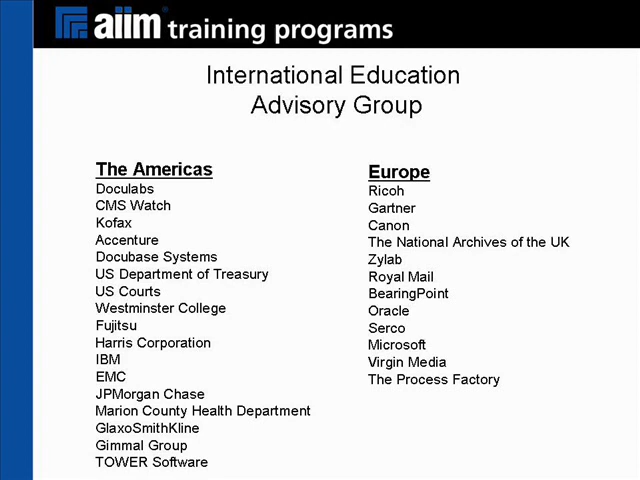 aiim training programs
International Education
Advisory Group
The Americas
Doculabs
CMS Watch
Kofax
Accenture
Docubase Systems
US Department of Treasury
US Courts
Westminster College
Fujitsu
Harris Corporation
IBM
EMC
JPMorgan Chase
Marion County Health Department
GlaxoSmithKline
Gimmal Group
TOWER Software
Europe
Ricoh
Gartner
Canon
The National Archives of the UK
Zylab
Royal Mail
BearingPoint
Oracle
Serco
Microsoft
Virgin Media
The Process Factory